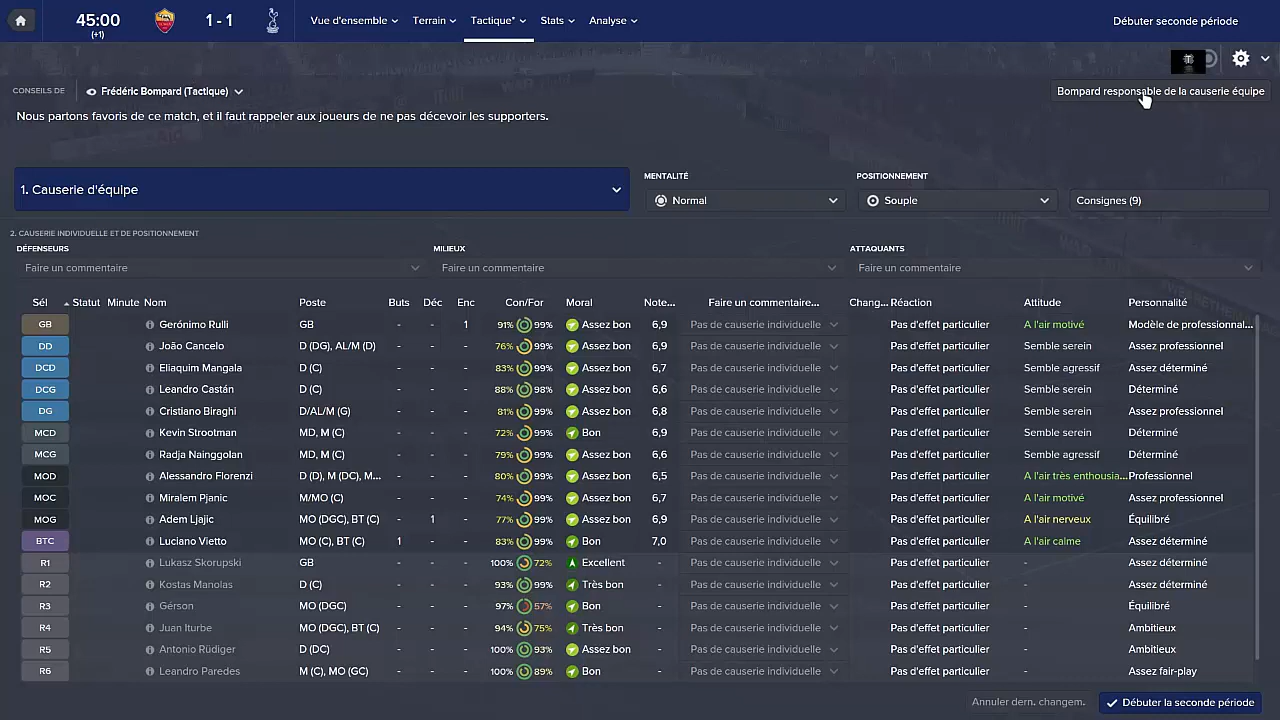 45:00 (+1) 1 - 1 Vue d'ensemble Terrain Tactique* Stats Analyse Débuter seconde période
CONSEILS DE Frédéric Bompard (Tactique) Bompard responsable de la causerie équipe
Nous partons favoris de ce match, et il faut rappeler aux joueurs de ne pas décevoir les supporters.
MENTALITÉ POSITIONNEMENT
1. Causerie d'équipe Normal Souple Consignes (9)
2. CAUSERIE INDIVIDUELLE ET DE POSITIONNEMENT
DÉFENSEURS MILIEUX ATTAQUANTS
Faire un commentaire Faire un commentaire Faire un commentaire
Sél Statut Minute Nom Poste Buts Déc Enc Con/For Moral Note... Faire un commentaire... Chang... Réaction Attitude Personnalité
GB Gerónimo Rulli GB - - 1 91% 99% Assez bon 6,9 Pas de causerie individuelle Pas d'effet particulier A l'air motivé Modèle de professionnal...
DD João Cancelo D (DG), AL/M (D) - - - 76% 99% Assez bon 6,9 Pas de causerie individuelle Pas d'effet particulier Semble serein Assez professionnel
DCD Eliaquim Mangala D (C) - - - 83% 99% Assez bon 6,7 Pas de causerie individuelle Pas d'effet particulier Semble agressif Assez déterminé
DCG Leandro Castán D (C) - - - 88% 98% Assez bon 6,6 Pas de causerie individuelle Pas d'effet particulier Semble serein Déterminé
DG Cristiano Biraghi D/AL/M (G) - - - 81% 99% Assez bon 6,8 Pas de causerie individuelle Pas d'effet particulier Semble serein Assez professionnel
MCD Kevin Strootman MD, M (C) - - - 72% 99% Bon 6,9 Pas de causerie individuelle Pas d'effet particulier Semble serein Déterminé
MCG Radja Nainggolan MD, M (C) - - - 79% 99% Assez bon 6,6 Pas de causerie individuelle Pas d'effet particulier Semble agressif Déterminé
MOD Alessandro Florenzi D (D), M (DC), M... - - - 80% 99% Assez bon 6,5 Pas de causerie individuelle Pas d'effet particulier A l'air très enthousia... Professionnel
MOC Miralem Pjanic M/MO (C) - - - 74% 99% Assez bon 6,7 Pas de causerie individuelle Pas d'effet particulier A l'air motivé Assez professionnel
MOG Adem Ljajic MO (DGC), BT (C) - 1 - 77% 99% Assez bon 6,9 Pas de causerie individuelle Pas d'effet particulier A l'air nerveux Équilibré
BTC Luciano Vietto MO (C), BT (C) 1 - - 83% 99% Bon 7,0 Pas de causerie individuelle Pas d'effet particulier A l'air calme Assez déterminé
R1 Lukasz Skorupski GB - - - 100% 72% Excellent - Pas de causerie individuelle Pas d'effet particulier - Assez déterminé
R2 Kostas Manolas D (C) - - - 93% 99% Très bon - Pas de causerie individuelle Pas d'effet particulier - Assez déterminé
R3 Gérson MO (DGC) - - - 97% 57% Bon - Pas de causerie individuelle Pas d'effet particulier - Équilibré
R4 Juan Iturbe MO (DGC), BT (C) - - - 94% 75% Très bon - Pas de causerie individuelle Pas d'effet particulier - Ambitieux
R5 Antonio Rüdiger D (DC) - - - 100% 93% Assez bon - Pas de causerie individuelle Pas d'effet particulier - Ambitieux
R6 Leandro Paredes M (C), MO (GC) - - - 100% 89% Bon - Pas de causerie individuelle Pas d'effet particulier - Assez fair-play
Annuler dern. changem. Débuter la seconde période